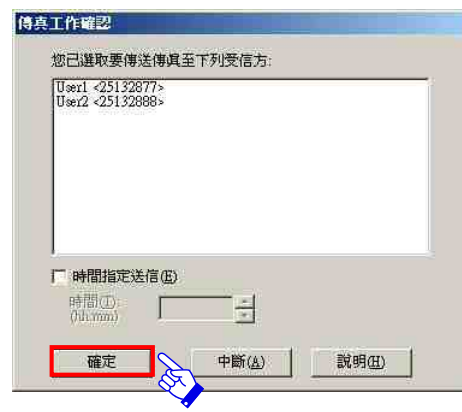 傳真工作確認
您已選取要傳送傳真至下列受信方:
User1 <25132877>
User2 <25132888>
時間指定送信(E)
時間(T):
(hh:mm)
確定
中斷(A)
說明(H)